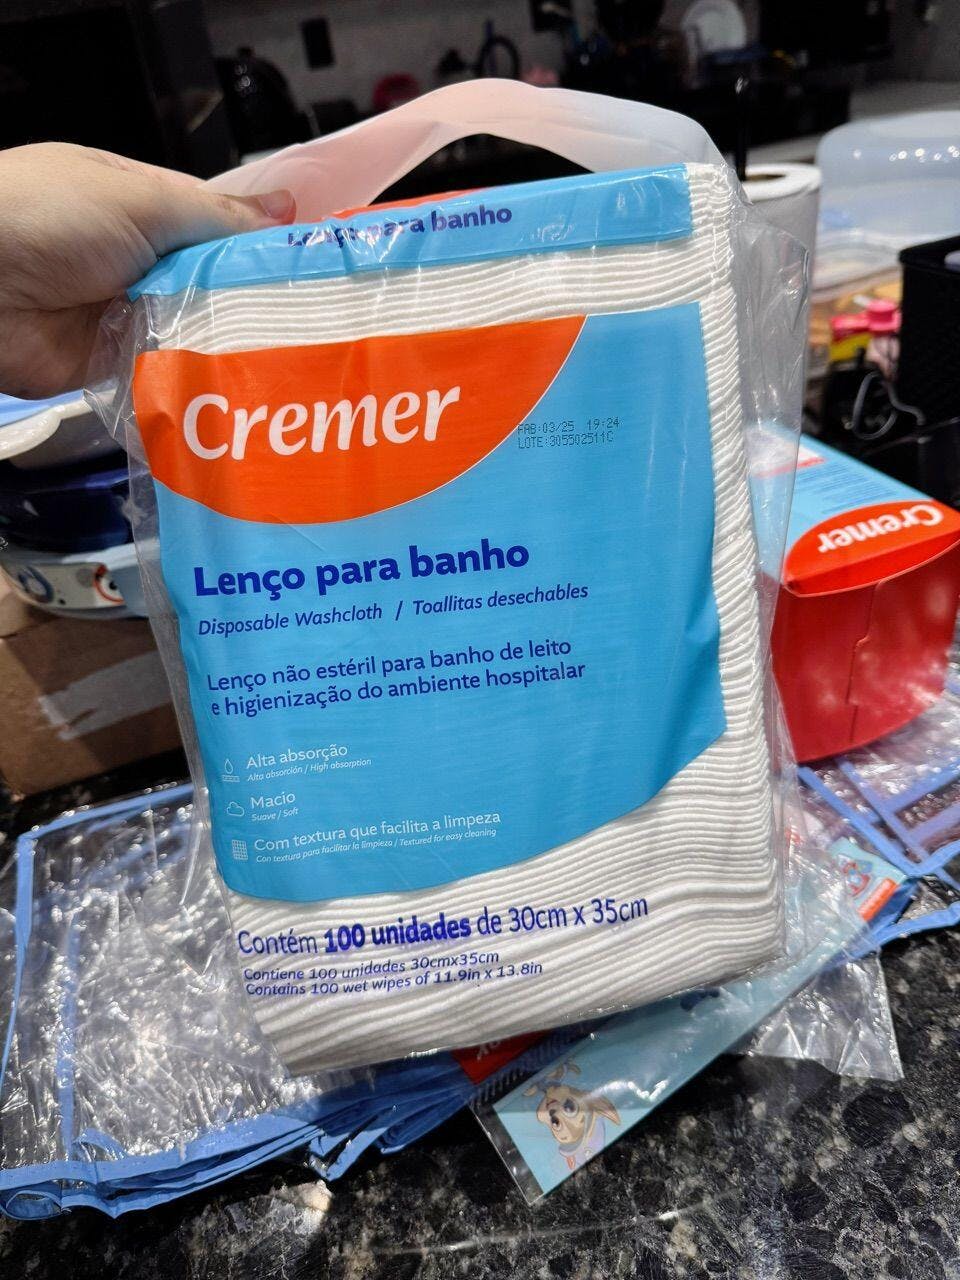 Lenço para banho
Cremer
FAB:03/25 19:24
LOTE:305502511C
Lenço para banho
Disposable Washcloth / Toallitas desechables
Lenço não estéril para banho de leito
e higienização do ambiente hospitalar
Alta absorção
Alta absorción / High absorption
Macio
Suave / Soft
Com textura que facilita a limpeza
Con textura para facilitar la limpieza / Textured for easy cleaning
Contém 100 unidades de 30cm x 35cm
Contiene 100 unidades 30cmx35cm
Contains 100 wet wipes of 11.9in x 13.8in
Cremer